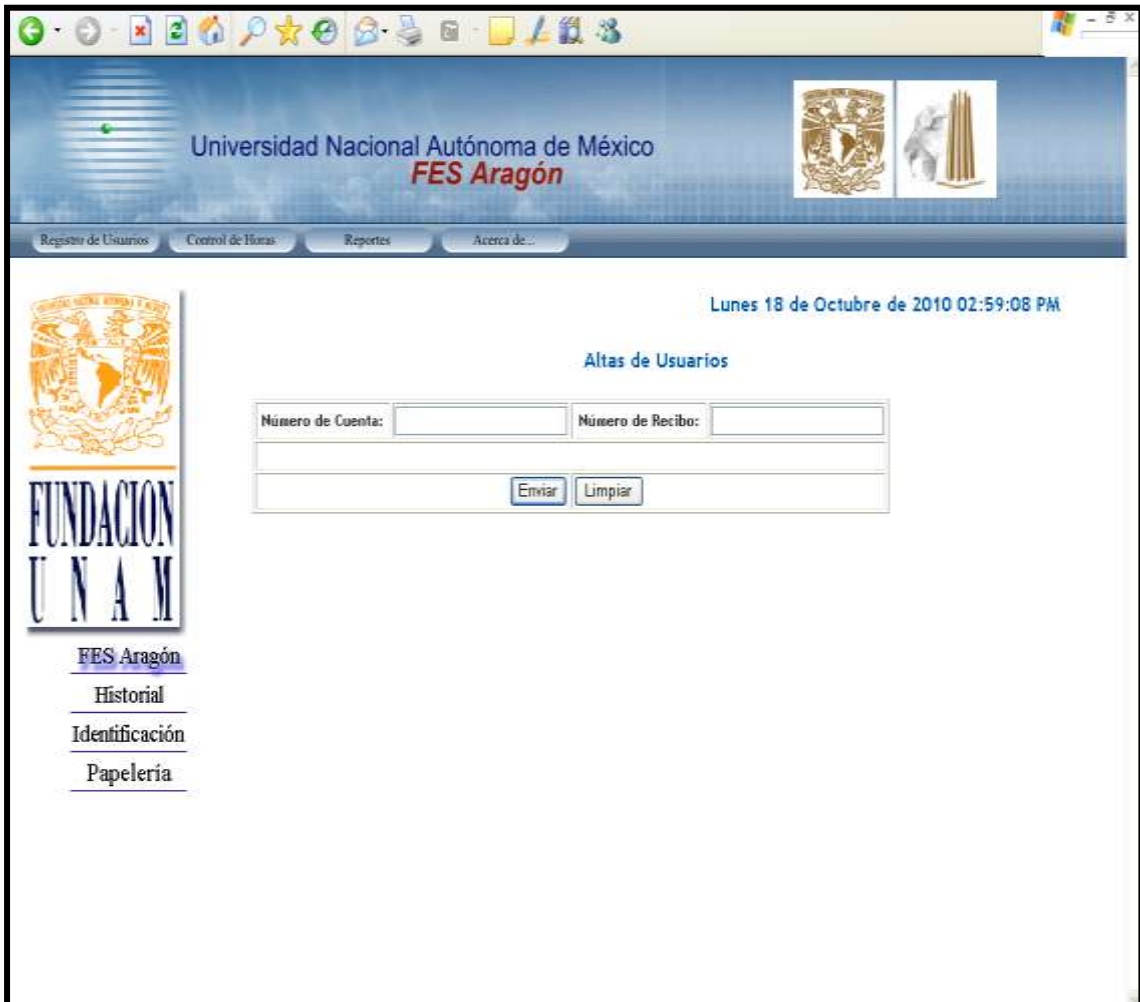 Universidad Nacional Autónoma de México
FES Aragón
Registro de Usuarios Control de Horas Reportes Acerca de...
Lunes 18 de Octubre de 2010 02:59:08 PM
Altas de Usuarios
Número de Cuenta: Número de Recibo:
Enviar Limpiar
FUNDACION
UNAM
FES Aragón
Historial
Identificación
Papelería